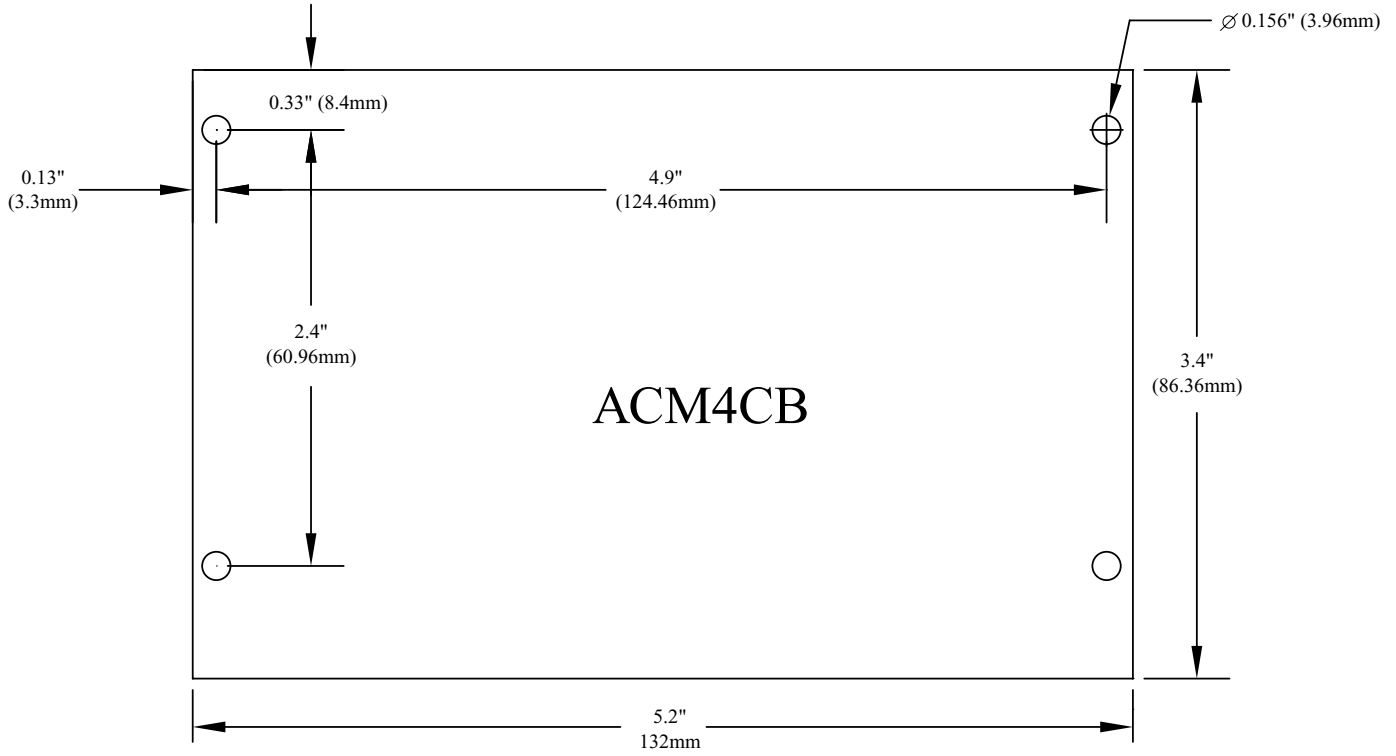 ⌀ 0.156" (3.96mm)
0.33" (8.4mm)
0.13"
(3.3mm)
4.9"
(124.46mm)
2.4"
(60.96mm)
3.4"
(86.36mm)
ACM4CB
5.2"
132mm